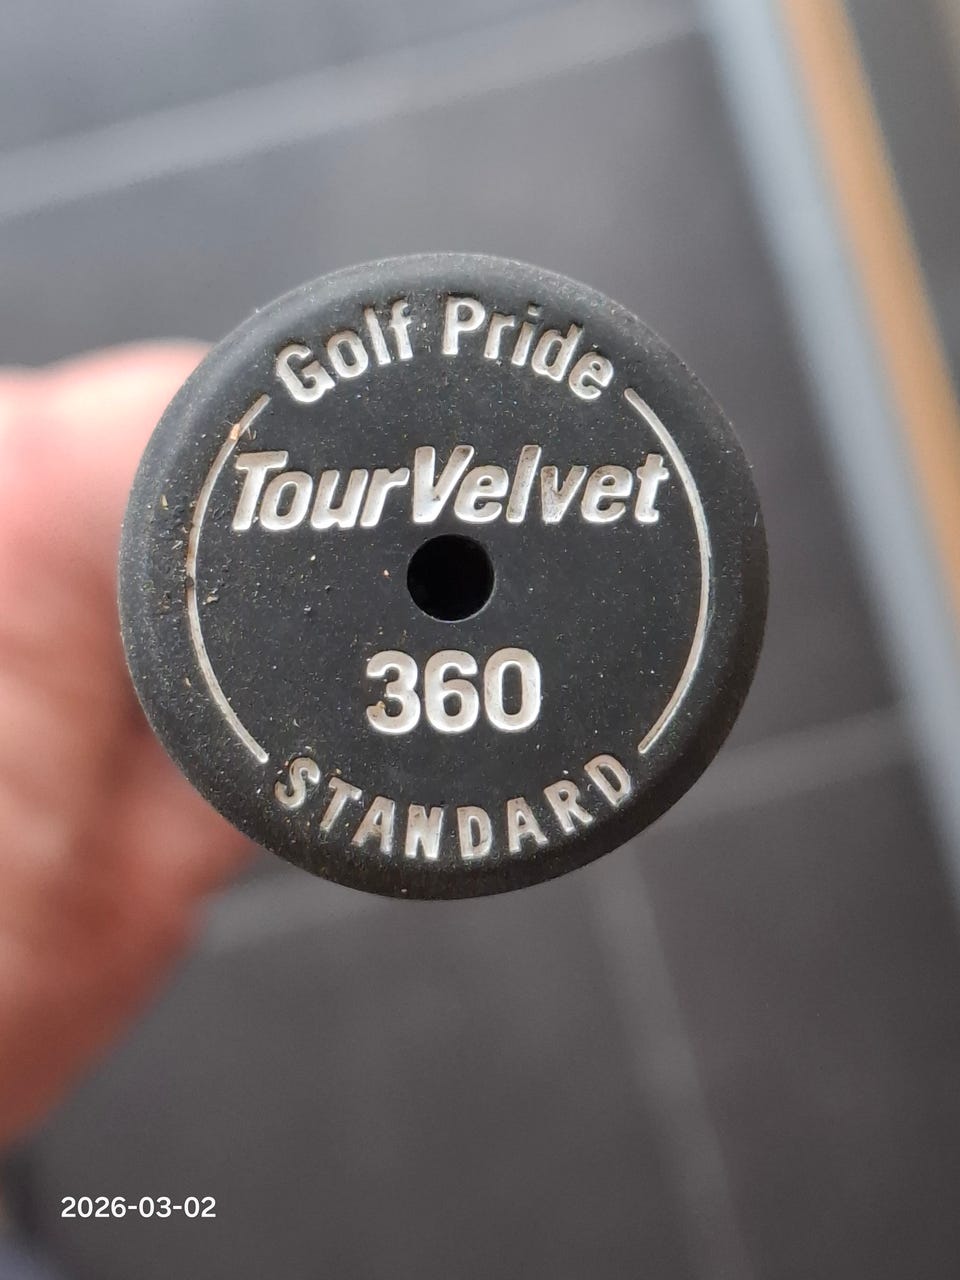 Golf Pride
TourVelvet
360
STANDARD
2026-03-02